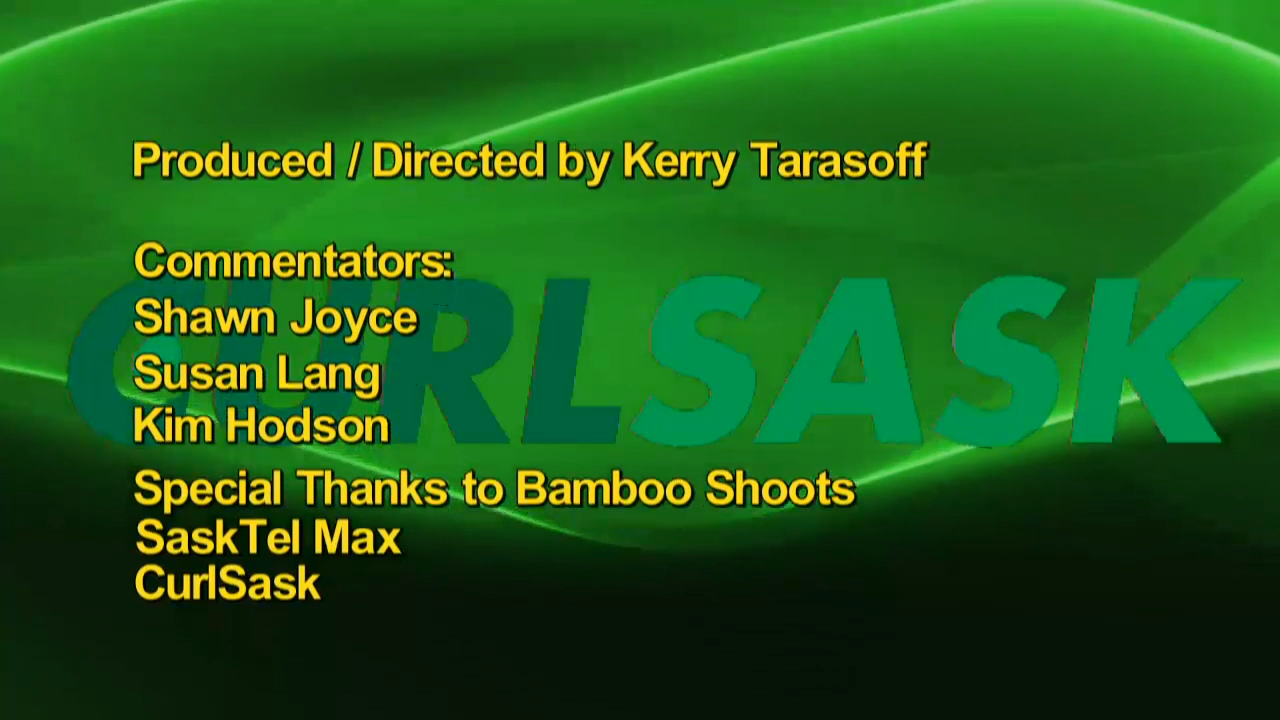 Produced / Directed by Kerry Tarasoff
Commentators:
CURLSASK
Shawn Joyce
Susan Lang
Kim Hodson
Special Thanks to Bamboo Shoots
SaskTel Max
CurlSask